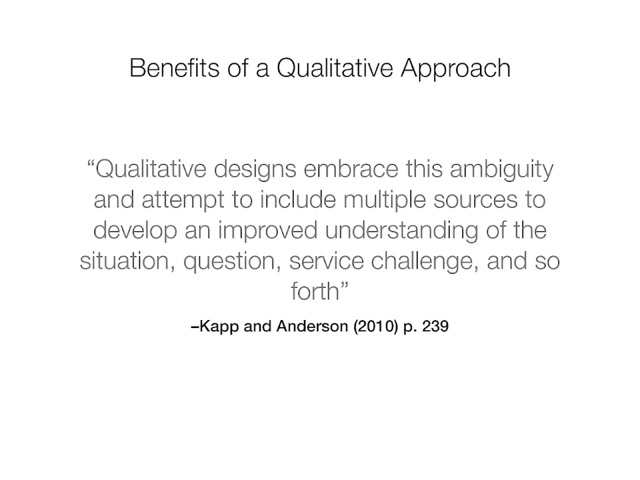 Benefits of a Qualitative Approach
“Qualitative designs embrace this ambiguity
and attempt to include multiple sources to
develop an improved understanding of the
situation, question, service challenge, and so
forth”
–Kapp and Anderson (2010) p. 239